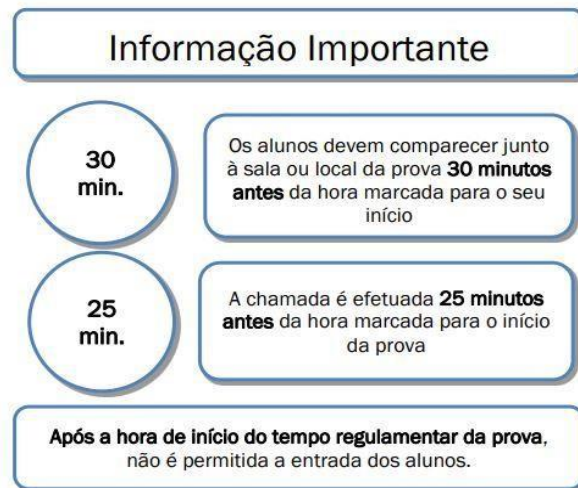 Informação Importante
30
min.
Os alunos devem comparecer junto
à sala ou local da prova 30 minutos
antes da hora marcada para o seu
início
25
min.
A chamada é efetuada 25 minutos
antes da hora marcada para o início
da prova
Após a hora de início do tempo regulamentar da prova,
não é permitida a entrada dos alunos.